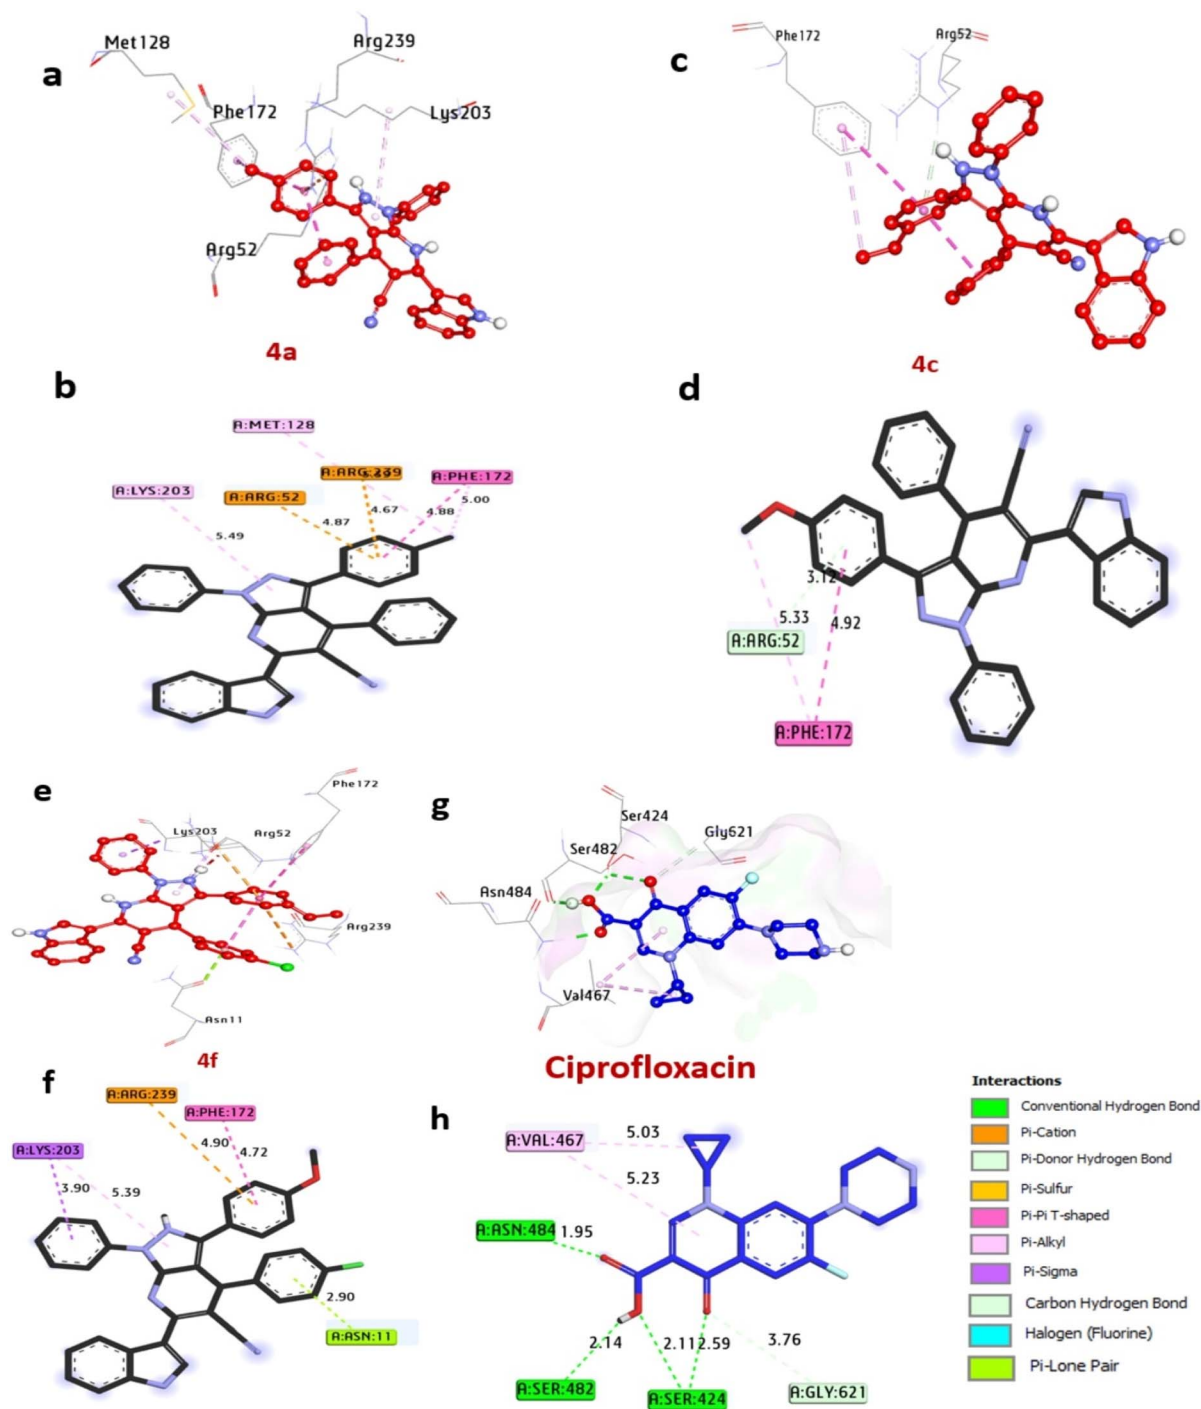 a
Met128
Arg239
Phe172
Lys203
Arg52
4a
c
Phe172
Arg52
4c
b
A:MET:128
A:ARG:239
A:PHE:172
A:LYS:203
A:ARG:52
5.00
4.67
4.88
4.87
5.49
d
3.12
5.33
4.92
A:ARG:52
A:PHE:172
e
Phe172
Lys203
Arg52
Arg239
Asn11
4f
g
Ser424
Gly621
Ser482
Asn484
Val467
Ciprofloxacin
f
A:ARG:239
A:PHE:172
4.90
4.72
A:LYS:203
3.90
5.39
2.90
A:ASN:11
h
A:VAL:467
5.03
5.23
A:ASN:484
1.95
2.14
2.11
2.59
3.76
A:SER:482
A:SER:424
A:GLY:621
Interactions
Conventional Hydrogen Bond
Pi-Cation
Pi-Donor Hydrogen Bond
Pi-Sulfur
Pi-Pi T-shaped
Pi-Alkyl
Pi-Sigma
Carbon Hydrogen Bond
Halogen (Fluorine)
Pi-Lone Pair